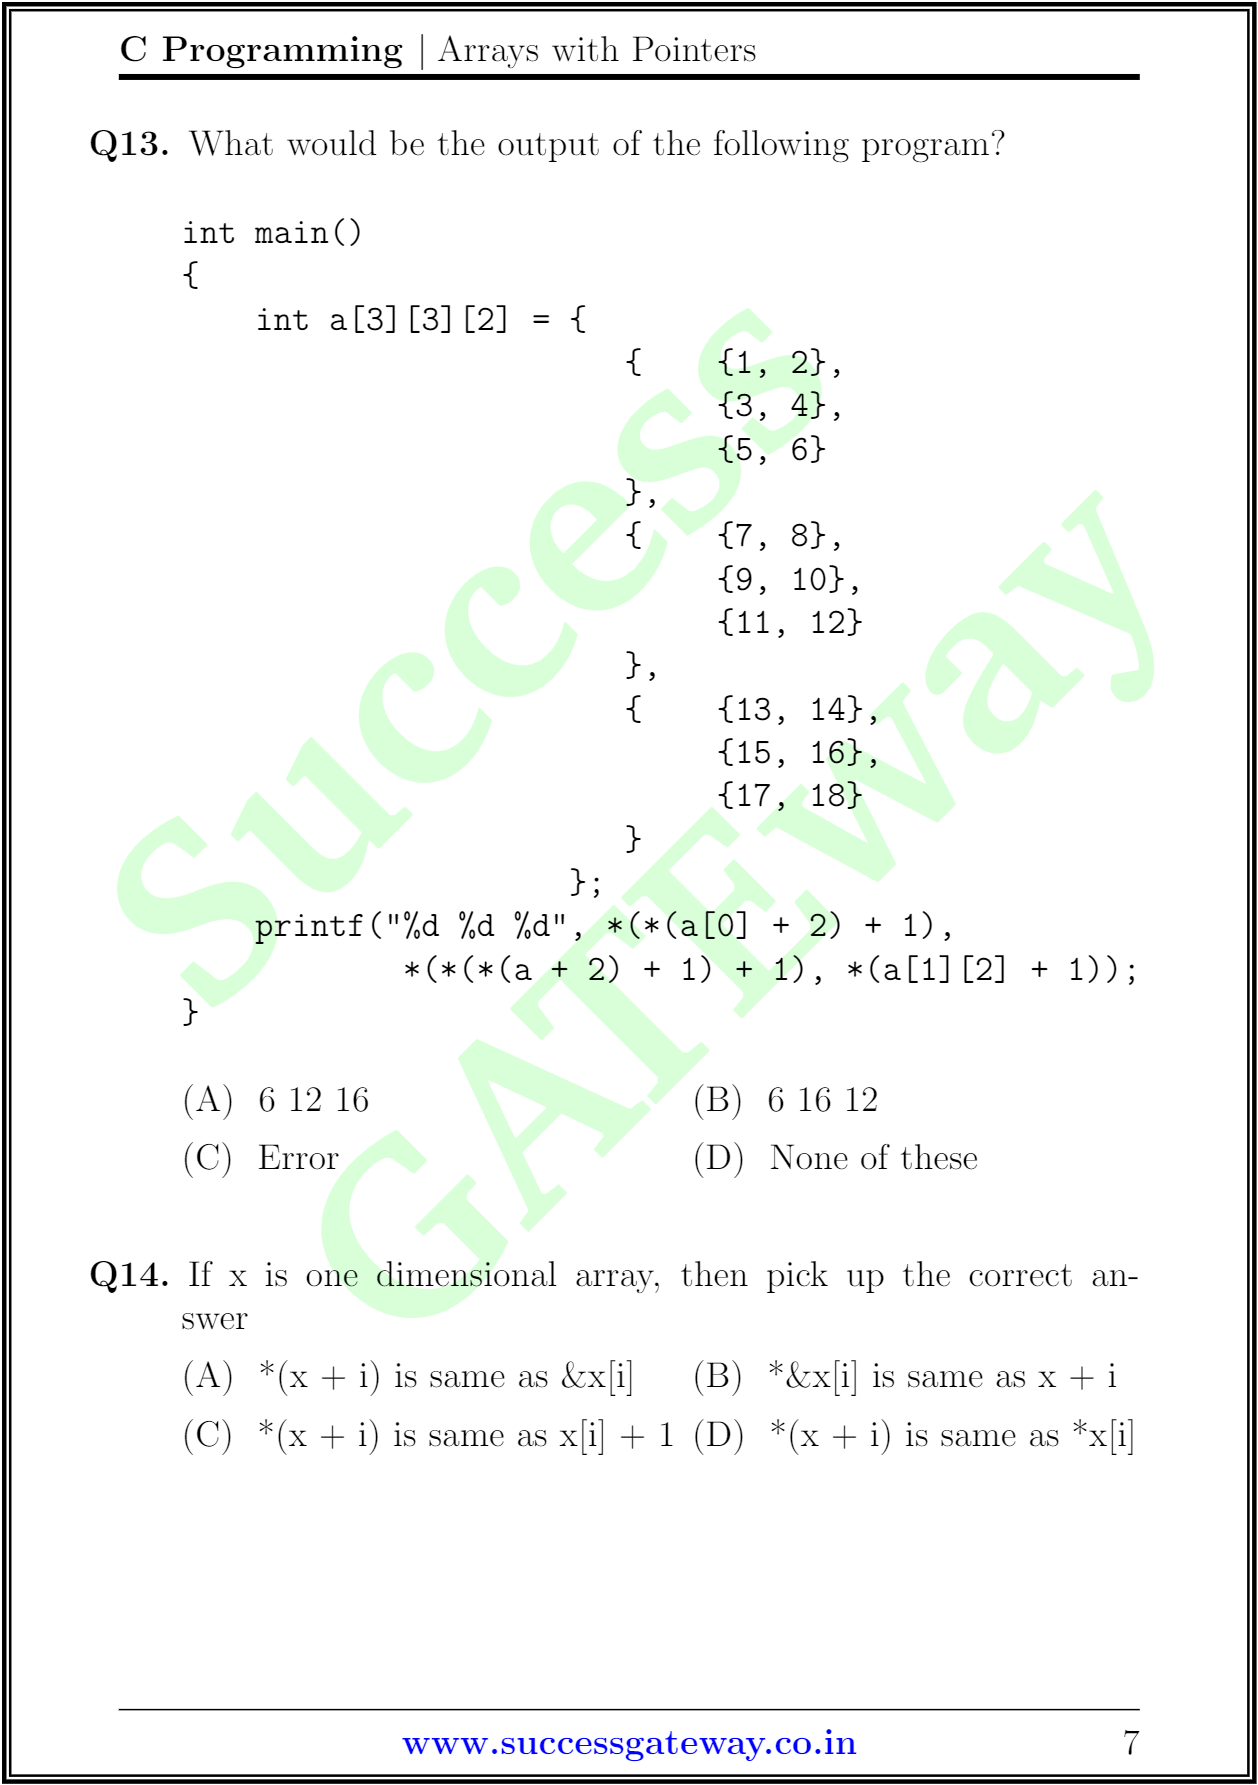 C Programming | Arrays with Pointers
Q13. What would be the output of the following program?
int main()
{
int a[3][3][2] = {
{ {1, 2},
{3, 4},
{5, 6}
},
{ {7, 8},
{9, 10},
{11, 12}
},
{ {13, 14},
{15, 16},
{17, 18}
}
};
printf("%d %d %d", *(*(a[0] + 2) + 1),
*(*(*(a + 2) + 1) + 1), *(a[1][2] + 1));
}
(A) 6 12 16 (B) 6 16 12
(C) Error (D) None of these
Q14. If x is one dimensional array, then pick up the correct an-
swer
(A) *(x + i) is same as &x[i] (B) *&x[i] is same as x + i
(C) *(x + i) is same as x[i] + 1 (D) *(x + i) is same as *x[i]
www.successgateway.co.in 7
Success
GATEway